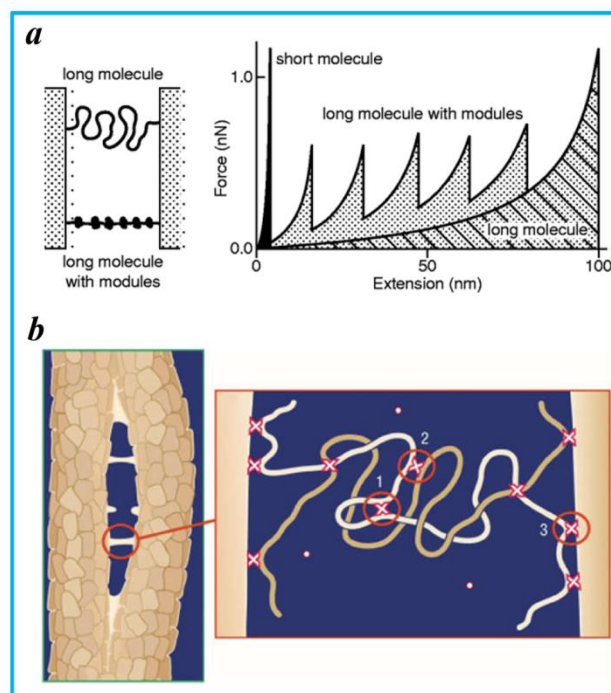 a
long molecule
long molecule
with modules
Force (nN)
1.0
0.0
short molecule
long molecule with modules
long molecule
0
50
100
Extension (nm)
b
1
2
3